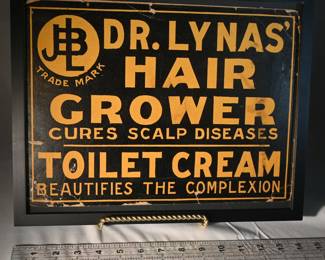 JBL
TRADE MARK
DR. LYNAS'
HAIR
GROWER
CURES SCALP DISEASES
TOILET CREAM
BEAUTIFIES THE COMPLEXION